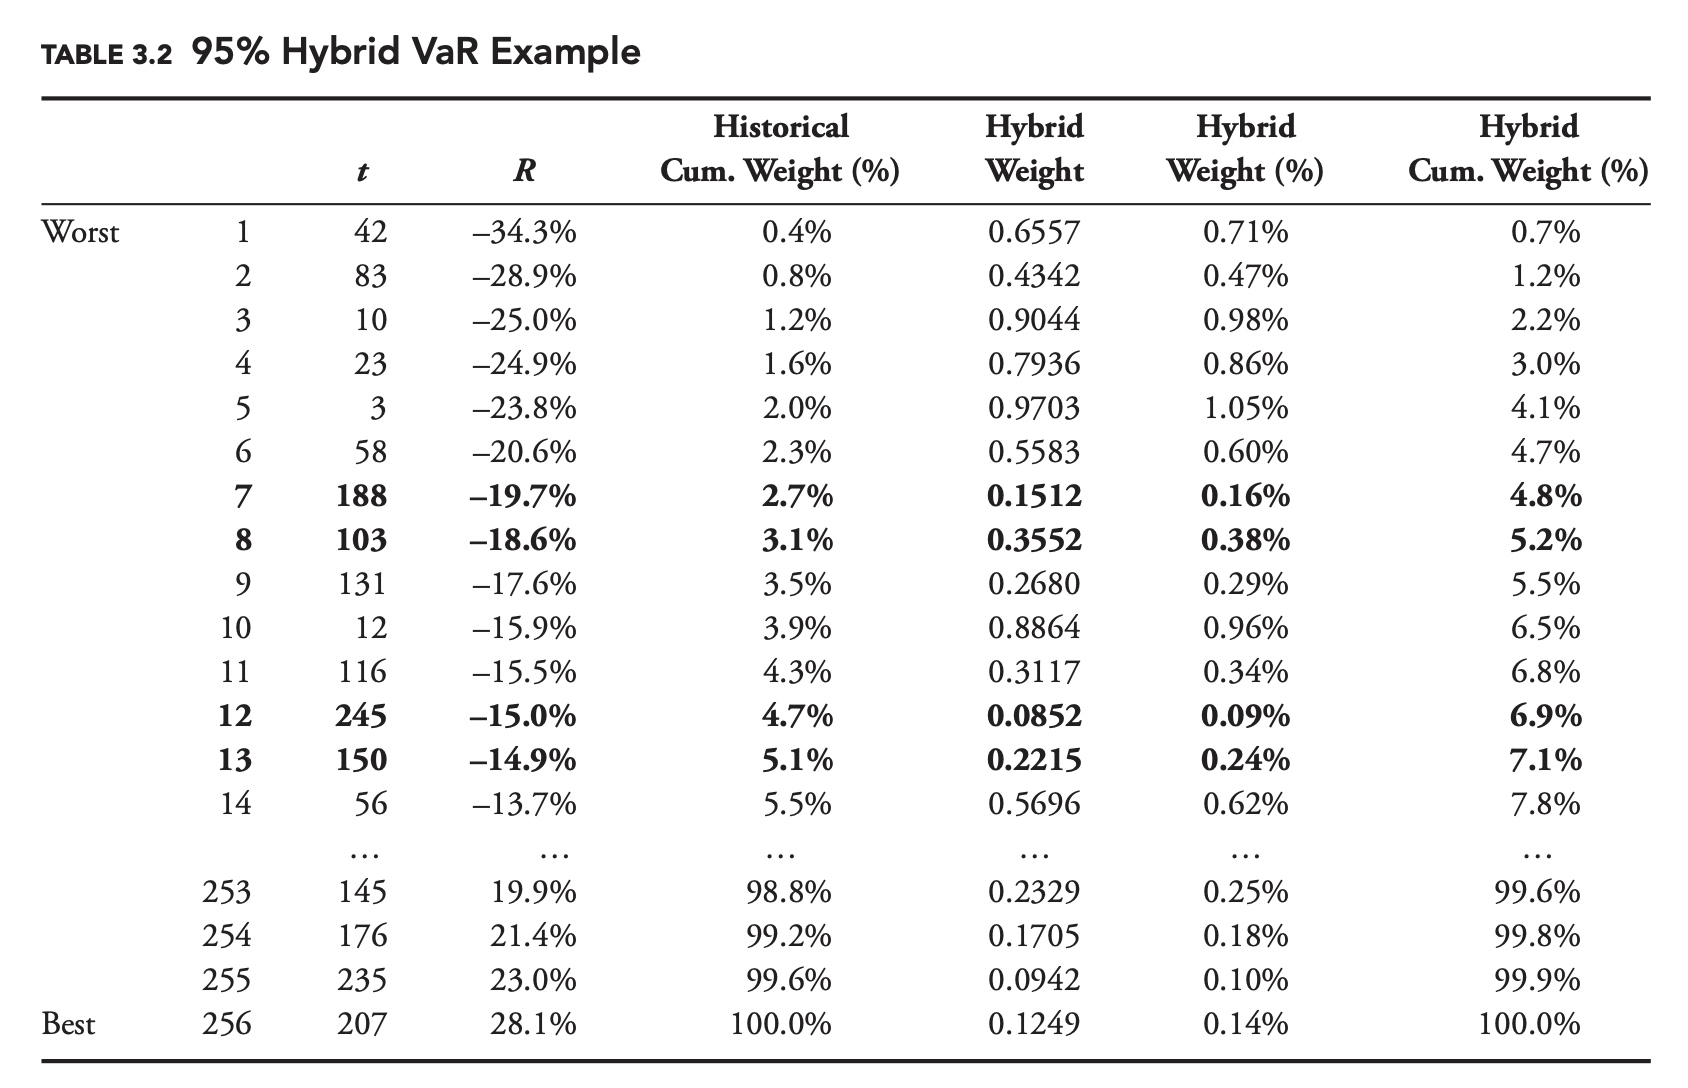 TABLE 3.2 95% Hybrid VaR Example
Historical Hybrid Hybrid Hybrid
t R Cum. Weight (%) Weight Weight (%) Cum. Weight (%)
Worst 1 42 –34.3% 0.4% 0.6557 0.71% 0.7%
2 83 –28.9% 0.8% 0.4342 0.47% 1.2%
3 10 –25.0% 1.2% 0.9044 0.98% 2.2%
4 23 –24.9% 1.6% 0.7936 0.86% 3.0%
5 3 –23.8% 2.0% 0.9703 1.05% 4.1%
6 58 –20.6% 2.3% 0.5583 0.60% 4.7%
7 188 –19.7% 2.7% 0.1512 0.16% 4.8%
8 103 –18.6% 3.1% 0.3552 0.38% 5.2%
9 131 –17.6% 3.5% 0.2680 0.29% 5.5%
10 12 –15.9% 3.9% 0.8864 0.96% 6.5%
11 116 –15.5% 4.3% 0.3117 0.34% 6.8%
12 245 –15.0% 4.7% 0.0852 0.09% 6.9%
13 150 –14.9% 5.1% 0.2215 0.24% 7.1%
14 56 –13.7% 5.5% 0.5696 0.62% 7.8%
… … … … … …
253 145 19.9% 98.8% 0.2329 0.25% 99.6%
254 176 21.4% 99.2% 0.1705 0.18% 99.8%
255 235 23.0% 99.6% 0.0942 0.10% 99.9%
Best 256 207 28.1% 100.0% 0.1249 0.14% 100.0%